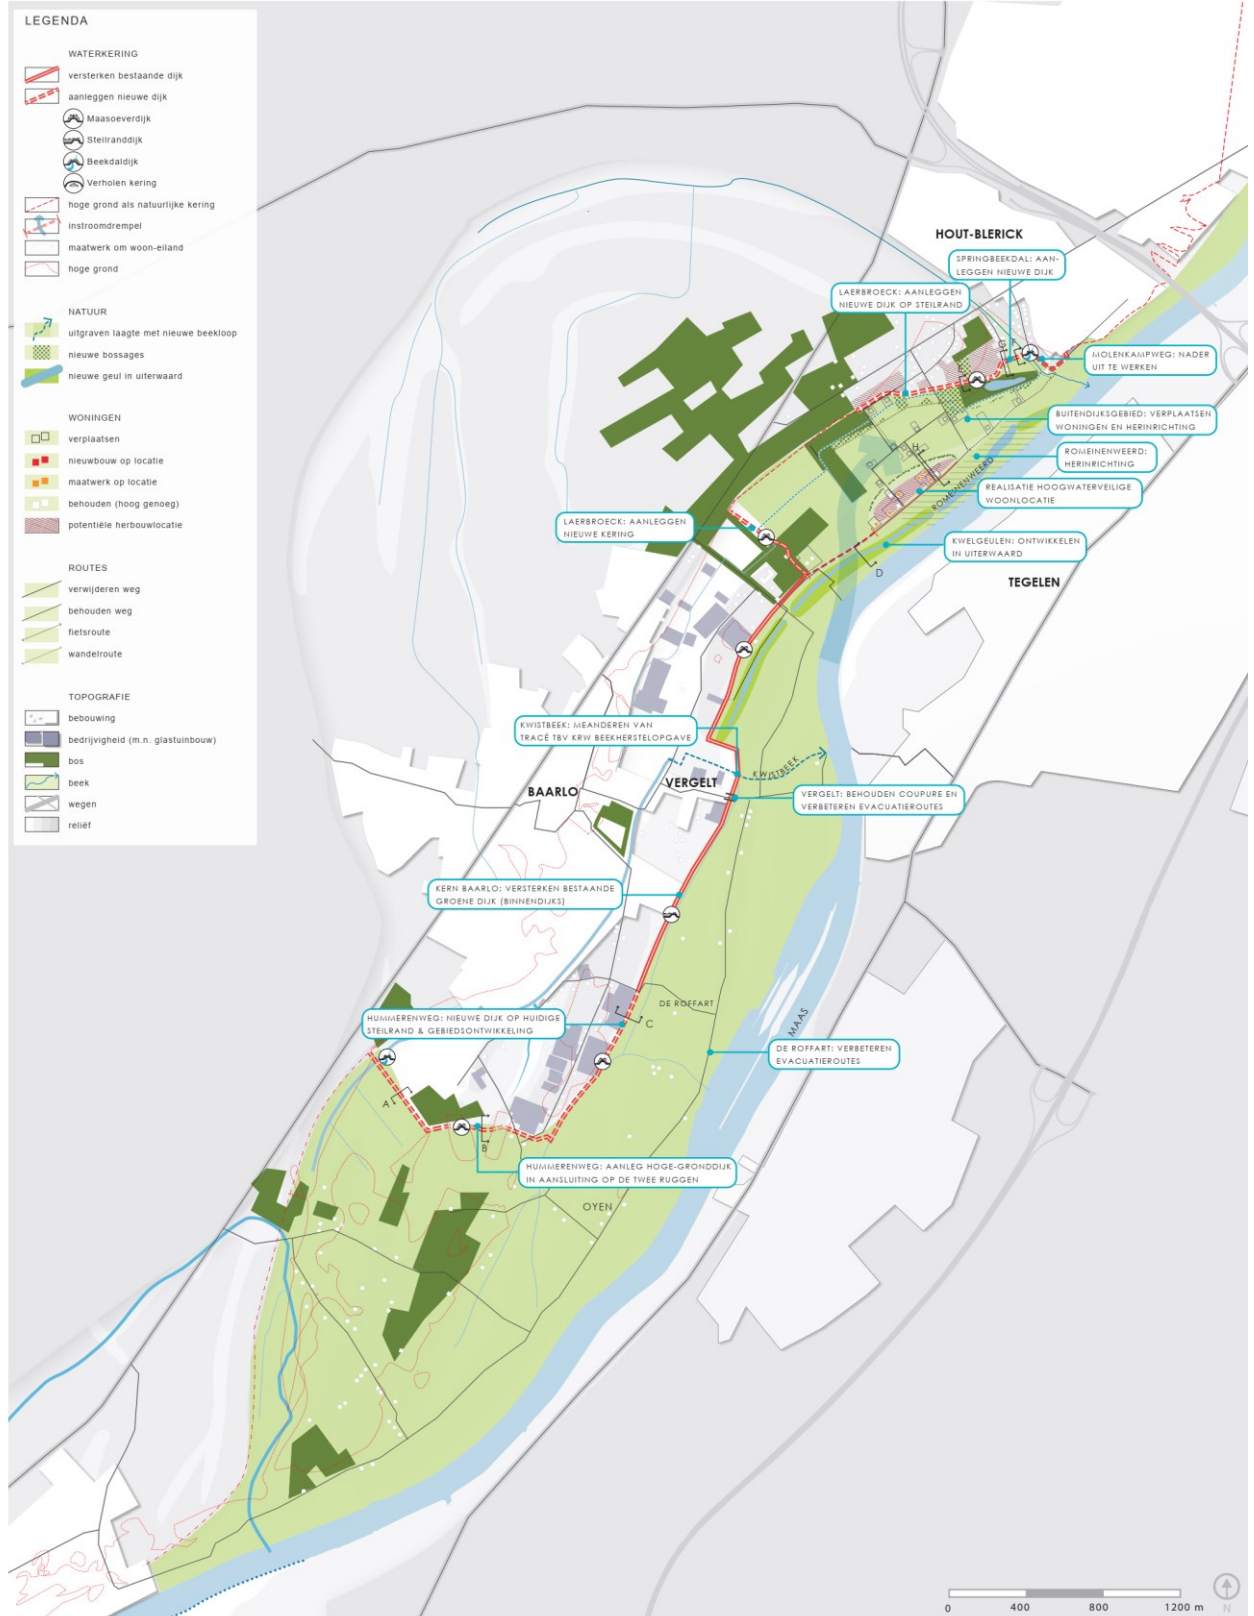 LEGENDA
WATERKERING
versterken bestaande dijk
aanleggen nieuwe dijk
Maasoeverdijk
Steilranddijk
Beekdaldijk
Verholen kering
hoge grond als natuurlijke kering
instroomdrempel
maatwerk om woon-eiland
hoge grond
NATUUR
uitgraven laagte met nieuwe beekloop
nieuwe bossages
nieuwe geul in uiterwaard
WONINGEN
verplaatsen
nieuwbouw op locatie
maatwerk op locatie
behouden (hoog genoeg)
potentiële herbouwlocatie
ROUTES
verwijderen weg
behouden weg
fietsroute
wandelroute
TOPOGRAFIE
bebouwing
bedrijvigheid (m.n. glastuinbouw)
bos
beek
wegen
reliëf
HOUT-BLERICK
SPRINGBEEKDAL: AAN-
LEGGEN NIEUWE DIJK
LAERBROECK: AANLEGGEN
NIEUWE DIJK OP STEILRAND
MOLENKAMPWEG: NADER
UIT TE WERKEN
BUITENDIJKSGEBIED: VERPLAATSEN
WONINGEN EN HERINRICHTING
ROMEINENWEERD:
HERINRICHTING
H
ROMEINENWEERD
REALISATIE HOOGWATERVEILIGE
WOONLOCATIE
LAERBROECK: AANLEGGEN
NIEUWE KERING
KWELGEULEN: ONTWIKKELEN
IN UITERWAARD
D
TEGELEN
KWISTBEEK: MEANDEREN VAN
TRACÉ TBV KRW BEEKHERSTELOPGAVE
KWISTBEEK
BAARLO
VERGELT
VERGELT: BEHOUDEN COUPURE EN
VERBETEREN EVACUATIEROUTES
KERN BAARLO: VERSTERKEN BESTAANDE
GROENE DIJK (BINNENDIJKS)
DE ROFFART
HUMMERENWEG: NIEUWE DIJK OP HUIDIGE
STEILRAND & GEBIEDSONTWIKKELING
C
MAAS
DE ROFFART: VERBETEREN
EVACUATIEROUTES
A
B
HUMMERENWEG: AANLEG HOGE-GRONDDIJK
IN AANSLUITING OP DE TWEE RUGGEN
OYEN
0 400 800 1200 m
N